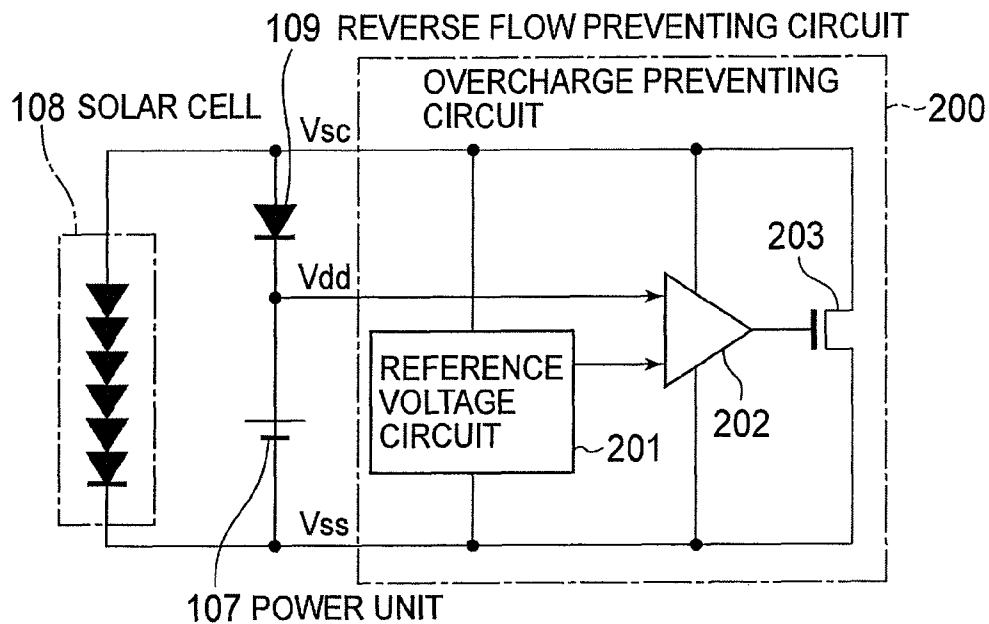 109 REVERSE FLOW PREVENTING CIRCUIT
OVERCHARGE PREVENTING
CIRCUIT
108 SOLAR CELL
200
Vsc
203
Vdd
REFERENCE
VOLTAGE
CIRCUIT
202
201
Vss
107 POWER UNIT